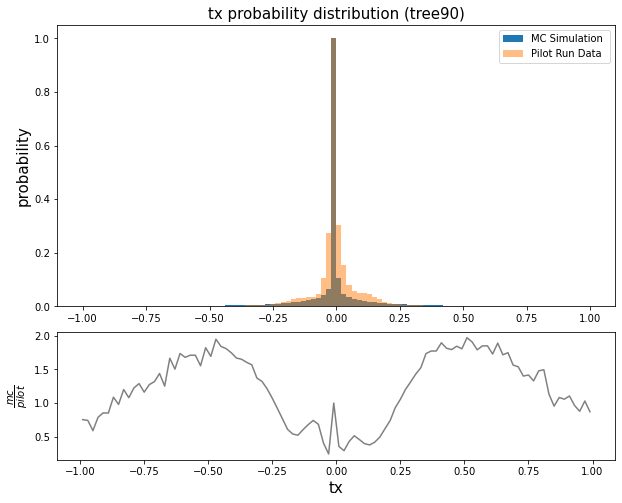 tx probability distribution (tree90)
MC Simulation
Pilot Run Data
probability
1.0
0.8
0.6
0.4
0.2
0.0
−1.00 −0.75 −0.50 −0.25 0.00 0.25 0.50 0.75 1.00
mc
pilot
2.0
1.5
1.0
0.5
−1.00 −0.75 −0.50 −0.25 0.00 0.25 0.50 0.75 1.00
tx